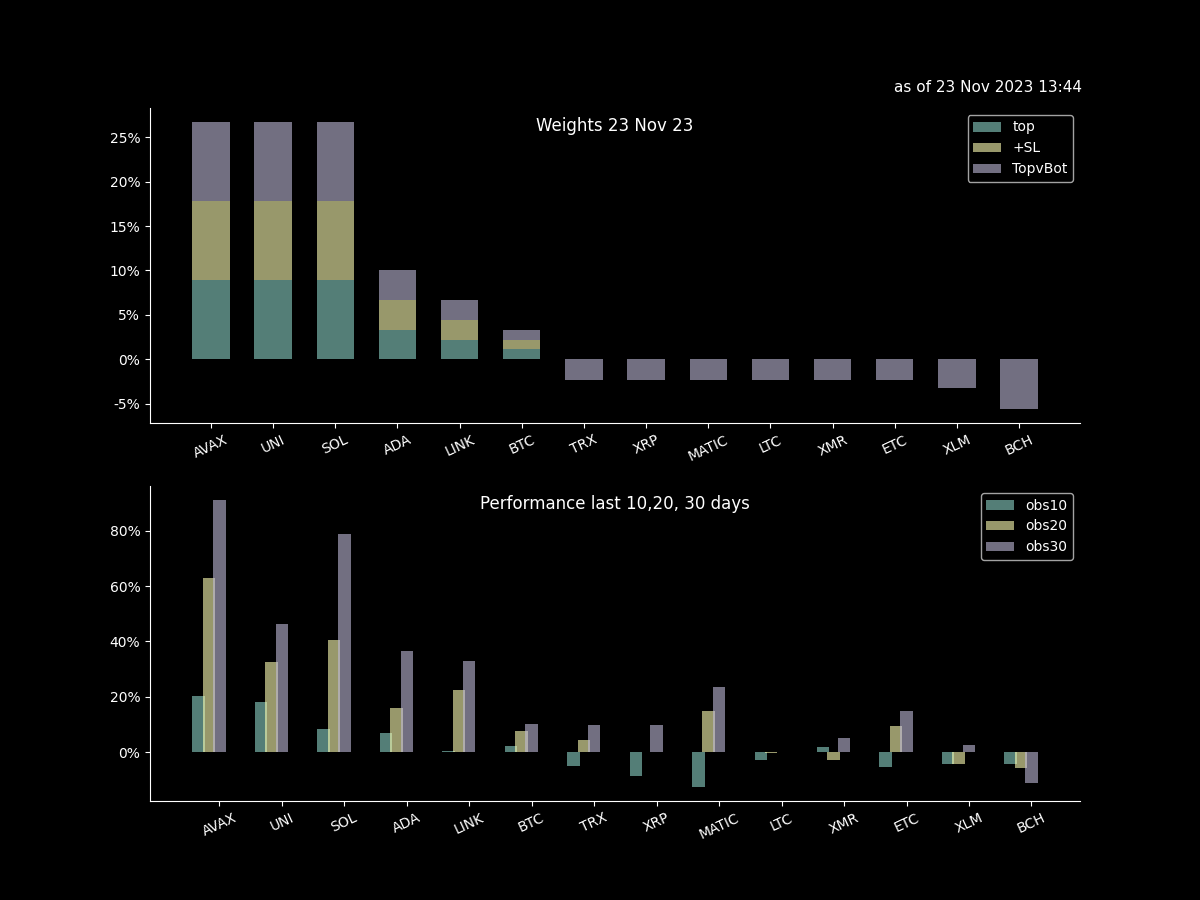 as of 23 Nov 2023 13:44
Weights 23 Nov 23
top
+SL
TopvBot
25%
20%
15%
10%
5%
0%
-5%
AVAX UNI SOL ADA LINK BTC TRX XRP MATIC LTC XMR ETC XLM BCH
Performance last 10,20, 30 days
obs10
obs20
obs30
80%
60%
40%
20%
0%
AVAX UNI SOL ADA LINK BTC TRX XRP MATIC LTC XMR ETC XLM BCH